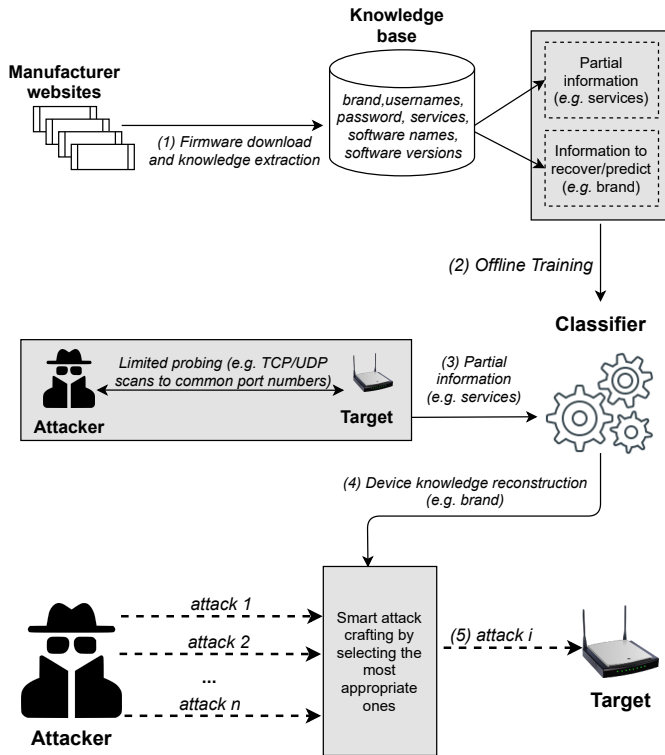 Knowledge
base
Manufacturer
websites
brand,usernames,
password, services,
software names,
software versions
(1) Firmware download
and knowledge extraction
Partial
information
(e.g. services)
Information to
recover/predict
(e.g. brand)
(2) Offline Training
Classifier
Limited probing (e.g. TCP/UDP
scans to common port numbers)
Attacker
Target
(3) Partial
information
(e.g. services)
(4) Device knowledge reconstruction
(e.g. brand)
attack 1
attack 2
...
attack n
Attacker
Smart attack
crafting by
selecting the
most
appropriate
ones
(5) attack i
Target